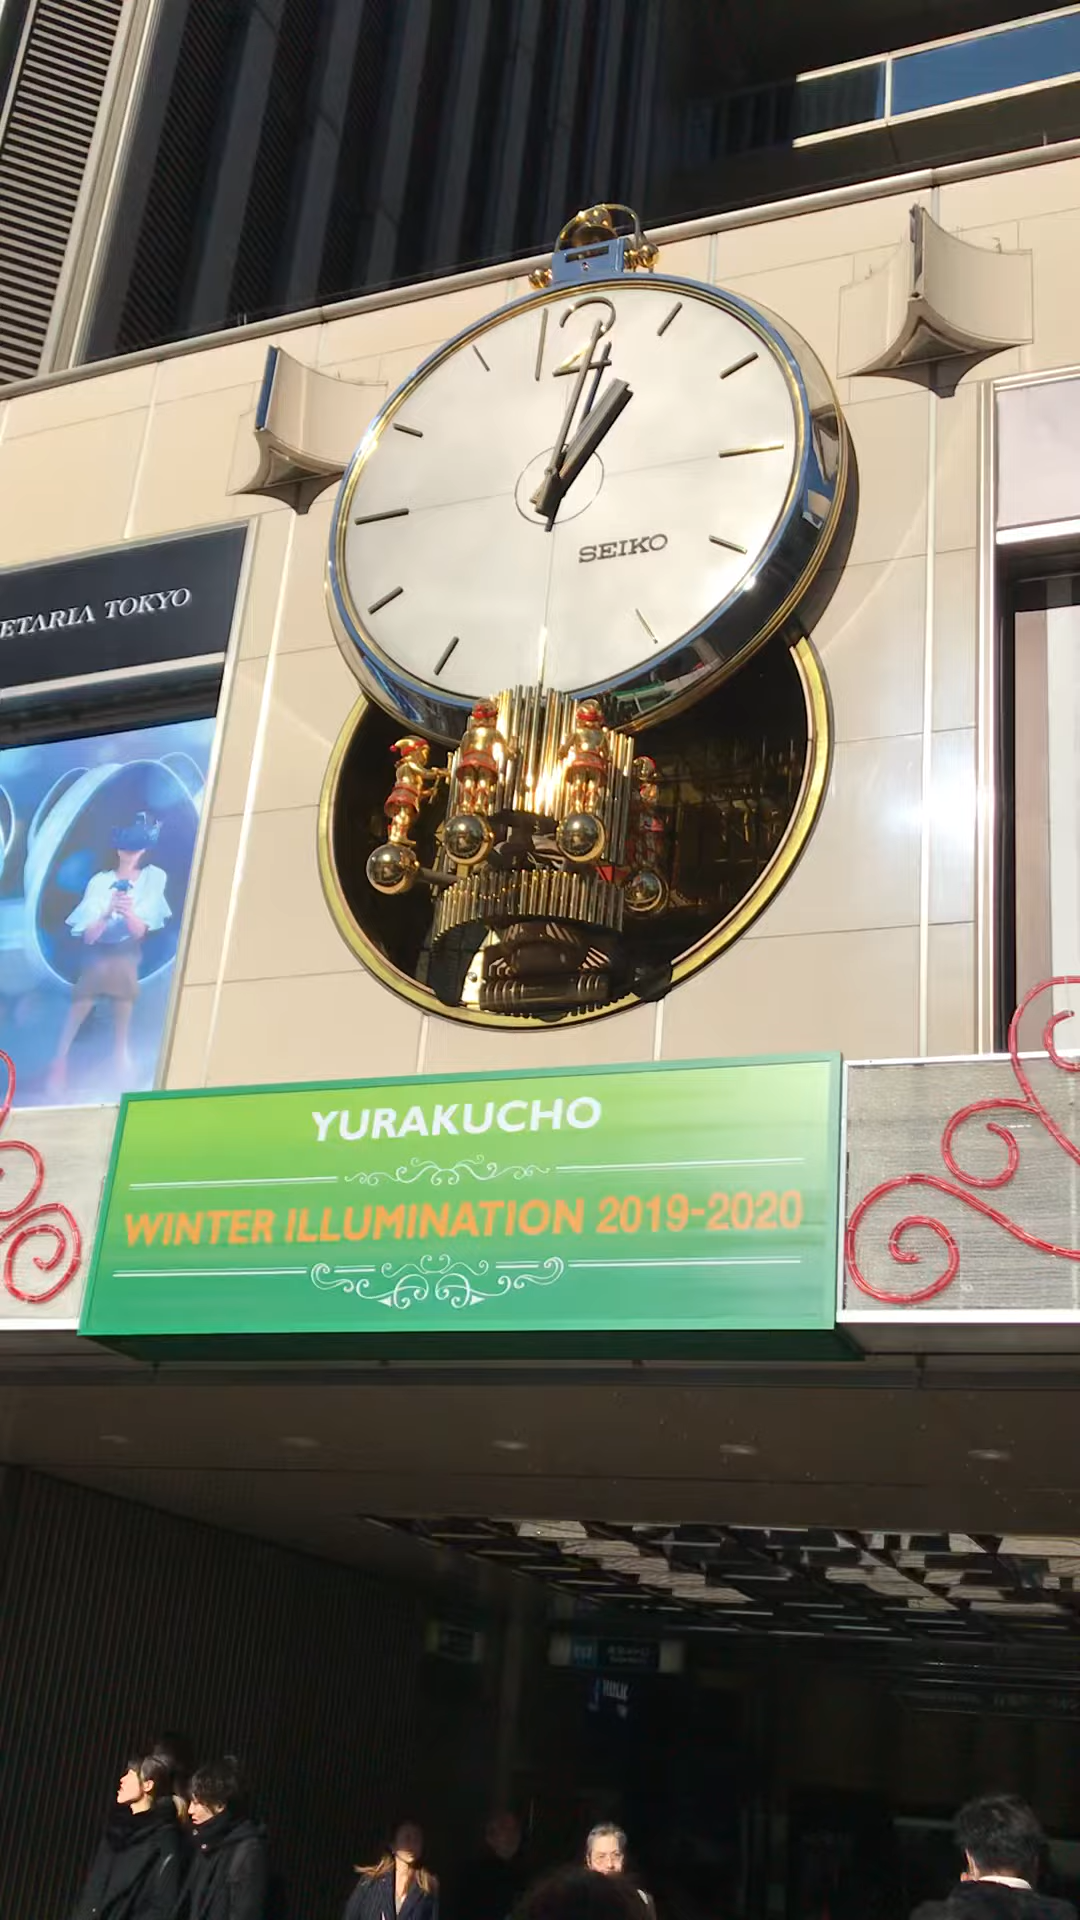 12
SEIKO
ETARIA TOKYO
YURAKUCHO
WINTER ILLUMINATION 2019-2020